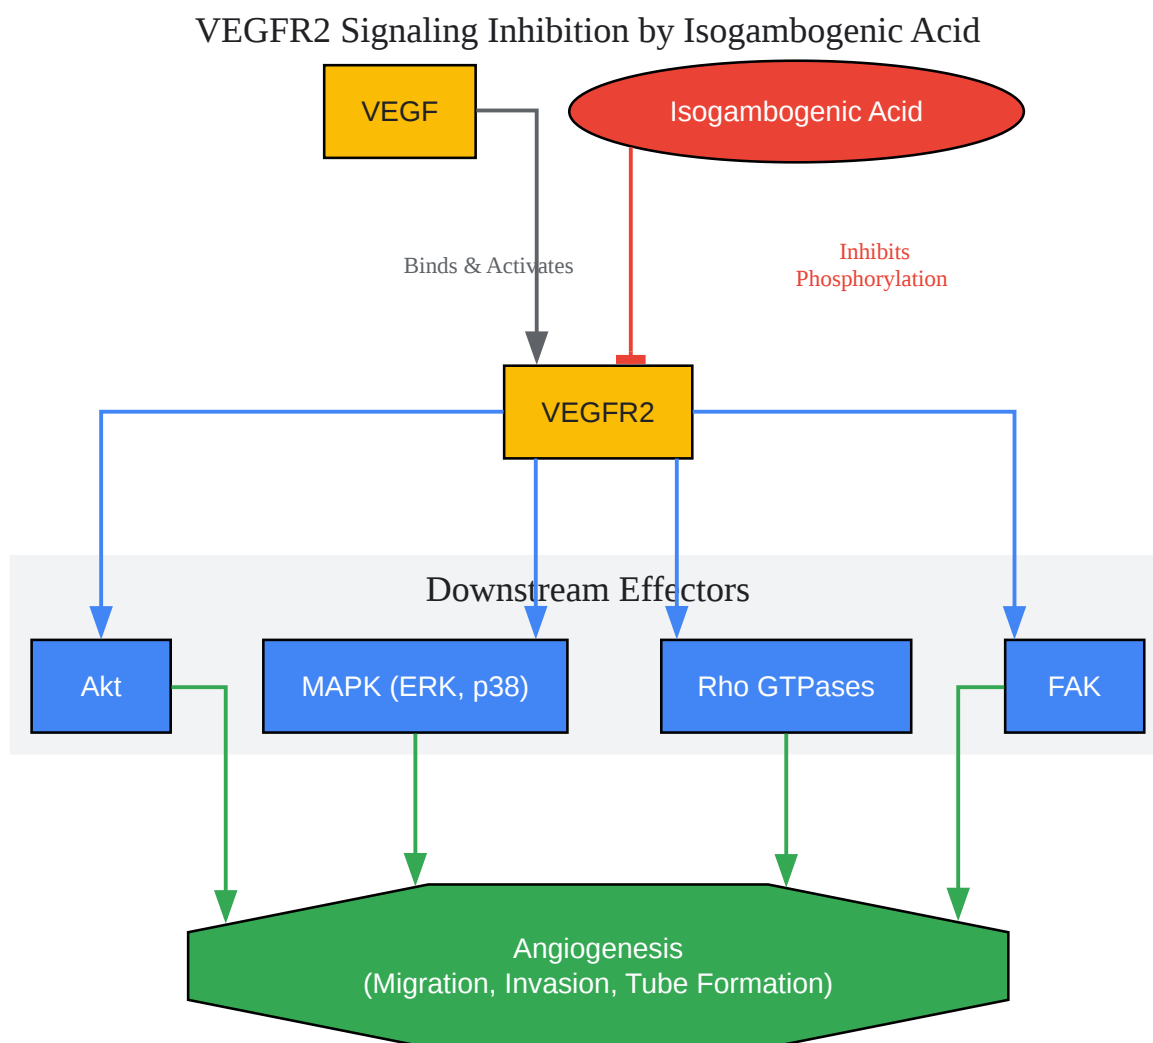 VEGFR2 Signaling Inhibition by Isogambogenic Acid
VEGF
Isogambogenic Acid
Binds & Activates
Inhibits
Phosphorylation
VEGFR2
Downstream Effectors
Akt
MAPK (ERK, p38)
Rho GTPases
FAK
Angiogenesis
(Migration, Invasion, Tube Formation)